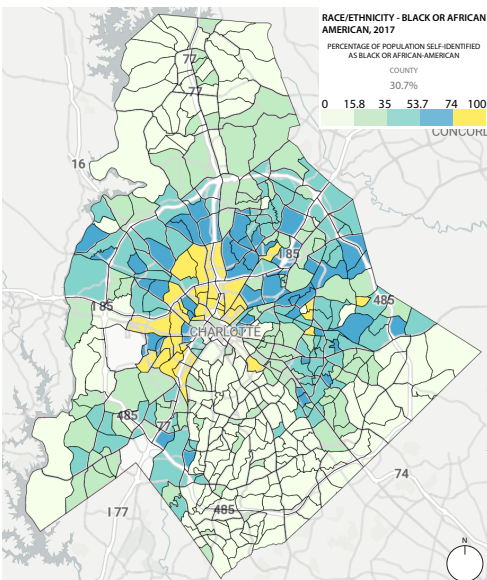 RACE/ETHNICITY - BLACK OR AFRICAN
AMERICAN, 2017
PERCENTAGE OF POPULATION SELF-IDENTIFIED
AS BLACK OR AFRICAN-AMERICAN
COUNTY
30.7%
0 15.8 35 53.7 74 100
CONCORD
77
77
16
I 85
485
I 85
CHARLOTTE
485
77
74
I 77
485
N